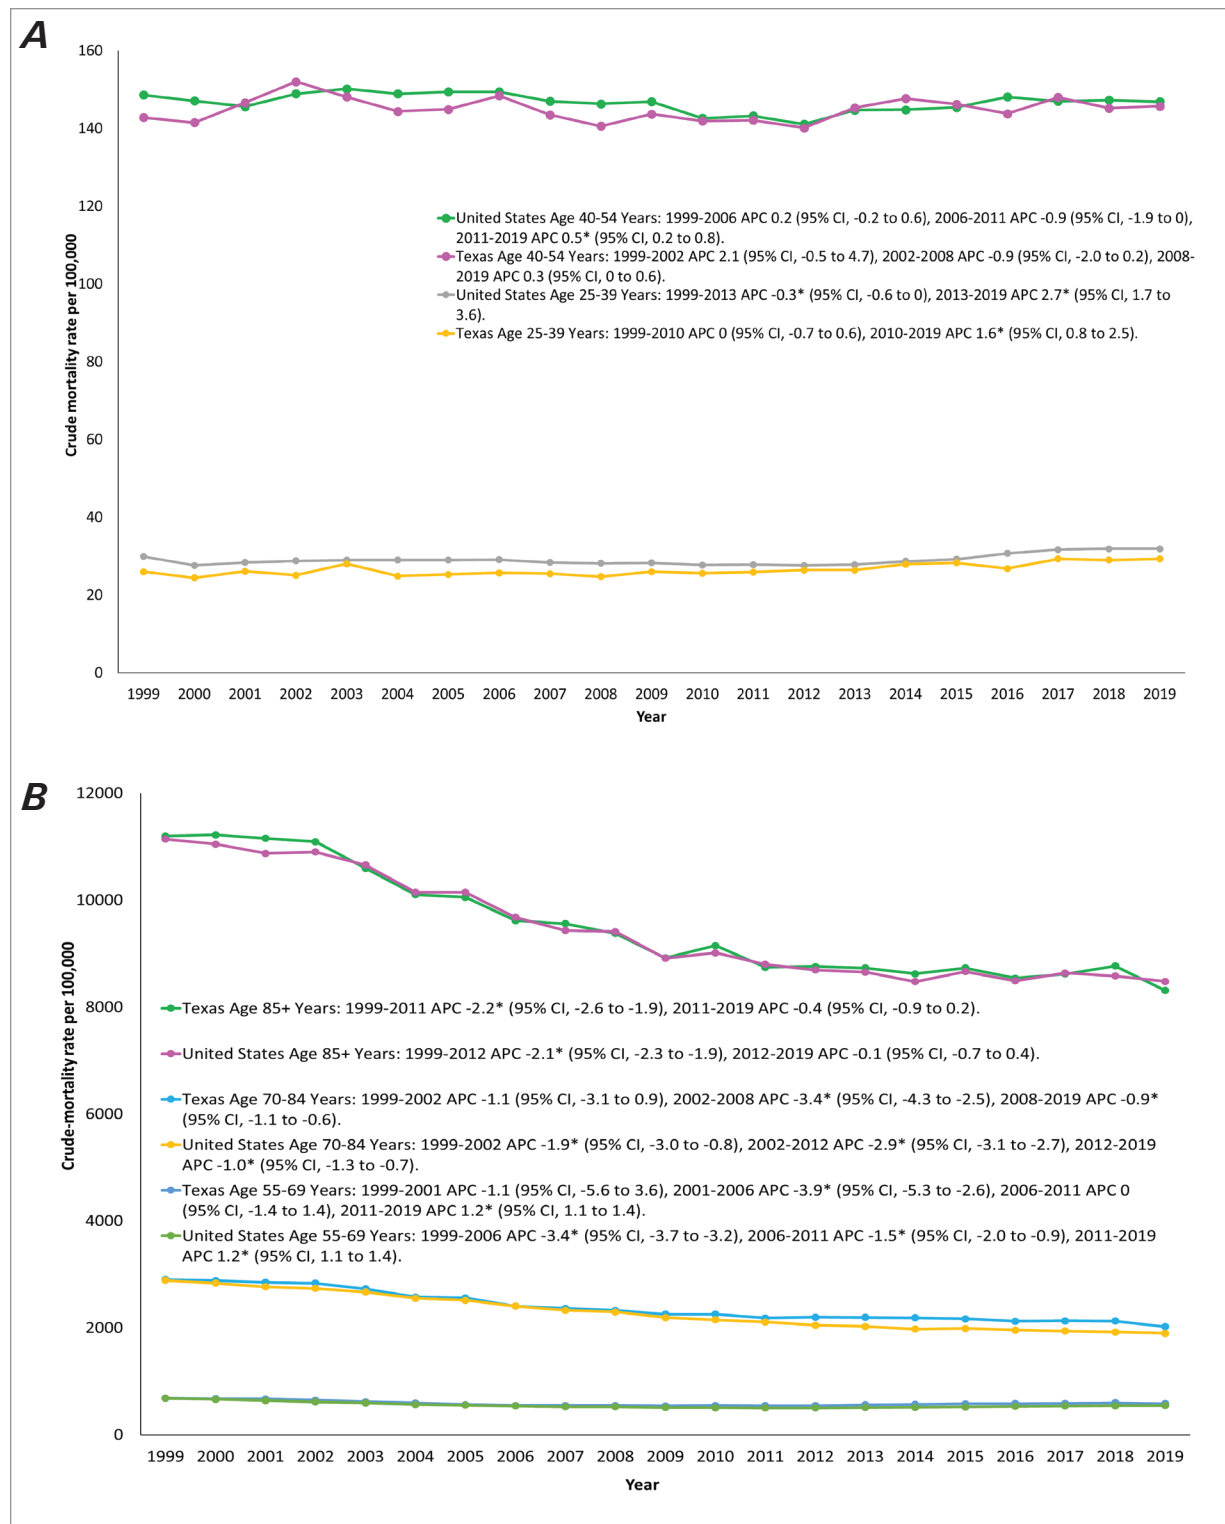 A
160
140
120
100
80
60
40
20
0
Crude mortality rate per 100,000
United States Age 40-54 Years: 1999-2006 APC 0.2 (95% CI, -0.2 to 0.6), 2006-2011 APC -0.9 (95% CI, -1.9 to 0),
2011-2019 APC 0.5* (95% CI, 0.2 to 0.8).
Texas Age 40-54 Years: 1999-2002 APC 2.1 (95% CI, -0.5 to 4.7), 2002-2008 APC -0.9 (95% CI, -2.0 to 0.2), 2008-
2019 APC 0.3 (95% CI, 0 to 0.6).
United States Age 25-39 Years: 1999-2013 APC -0.3* (95% CI, -0.6 to 0), 2013-2019 APC 2.7* (95% CI, 1.7 to
3.6).
Texas Age 25-39 Years: 1999-2010 APC 0 (95% CI, -0.7 to 0.6), 2010-2019 APC 1.6* (95% CI, 0.8 to 2.5).
1999 2000 2001 2002 2003 2004 2005 2006 2007 2008 2009 2010 2011 2012 2013 2014 2015 2016 2017 2018 2019
Year
B
12000
10000
8000
6000
4000
2000
0
Crude-mortality rate per 100,000
Texas Age 85+ Years: 1999-2011 APC -2.2* (95% CI, -2.6 to -1.9), 2011-2019 APC -0.4 (95% CI, -0.9 to 0.2).
United States Age 85+ Years: 1999-2012 APC -2.1* (95% CI, -2.3 to -1.9), 2012-2019 APC -0.1 (95% CI, -0.7 to 0.4).
Texas Age 70-84 Years: 1999-2002 APC -1.1 (95% CI, -3.1 to 0.9), 2002-2008 APC -3.4* (95% CI, -4.3 to -2.5), 2008-2019 APC -0.9*
(95% CI, -1.1 to -0.6).
United States Age 70-84 Years: 1999-2002 APC -1.9* (95% CI, -3.0 to -0.8), 2002-2012 APC -2.9* (95% CI, -3.1 to -2.7), 2012-2019
APC -1.0* (95% CI, -1.3 to -0.7).
Texas Age 55-69 Years: 1999-2001 APC -1.1 (95% CI, -5.6 to 3.6), 2001-2006 APC -3.9* (95% CI, -5.3 to -2.6), 2006-2011 APC 0
(95% CI, -1.4 to 1.4), 2011-2019 APC 1.2* (95% CI, 1.1 to 1.4).
United States Age 55-69 Years: 1999-2006 APC -3.4* (95% CI, -3.7 to -3.2), 2006-2011 APC -1.5* (95% CI, -2.0 to -0.9), 2011-2019
APC 1.2* (95% CI, 1.1 to 1.4).
1999 2000 2001 2002 2003 2004 2005 2006 2007 2008 2009 2010 2011 2012 2013 2014 2015 2016 2017 2018 2019
Year